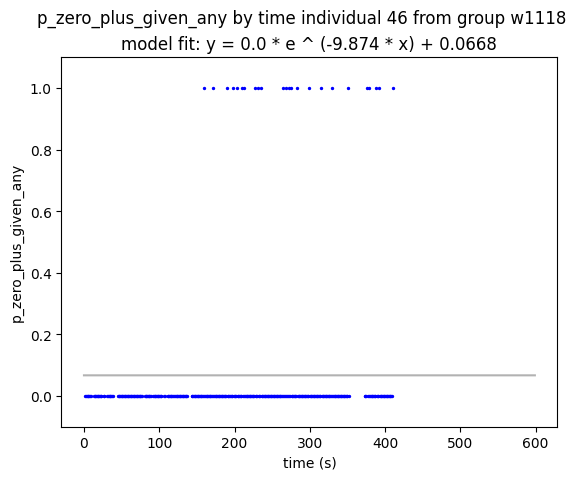 p_zero_plus_given_any by time individual 46 from group w1118
model fit: y = 0.0 * e ^ (-9.874 * x) + 0.0668
1.0
0.8
0.6
0.4
0.2
0.0
p_zero_plus_given_any
0 100 200 300 400 500 600
time (s)